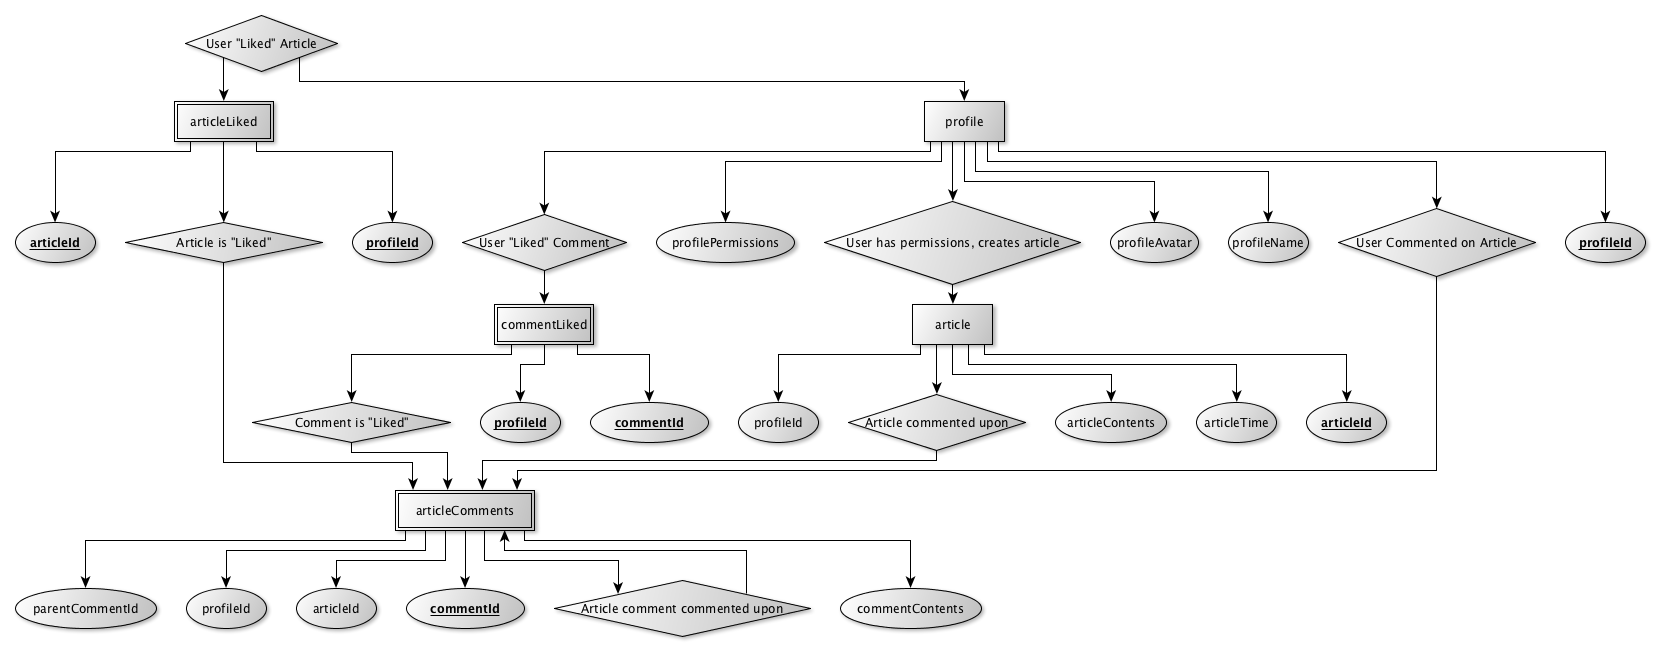 User "Liked" Article
articleLiked
profile
articleId
Article is "Liked"
profileId
User "Liked" Comment
profilePermissions
User has permissions, creates article
profileAvatar
profileName
User Commented on Article
profileId
commentLiked
article
Comment is "Liked"
profileId
commentId
profileId
Article commented upon
articleContents
articleTime
articleId
articleComments
parentCommentId
profileId
articleId
commentId
Article comment commented upon
commentContents